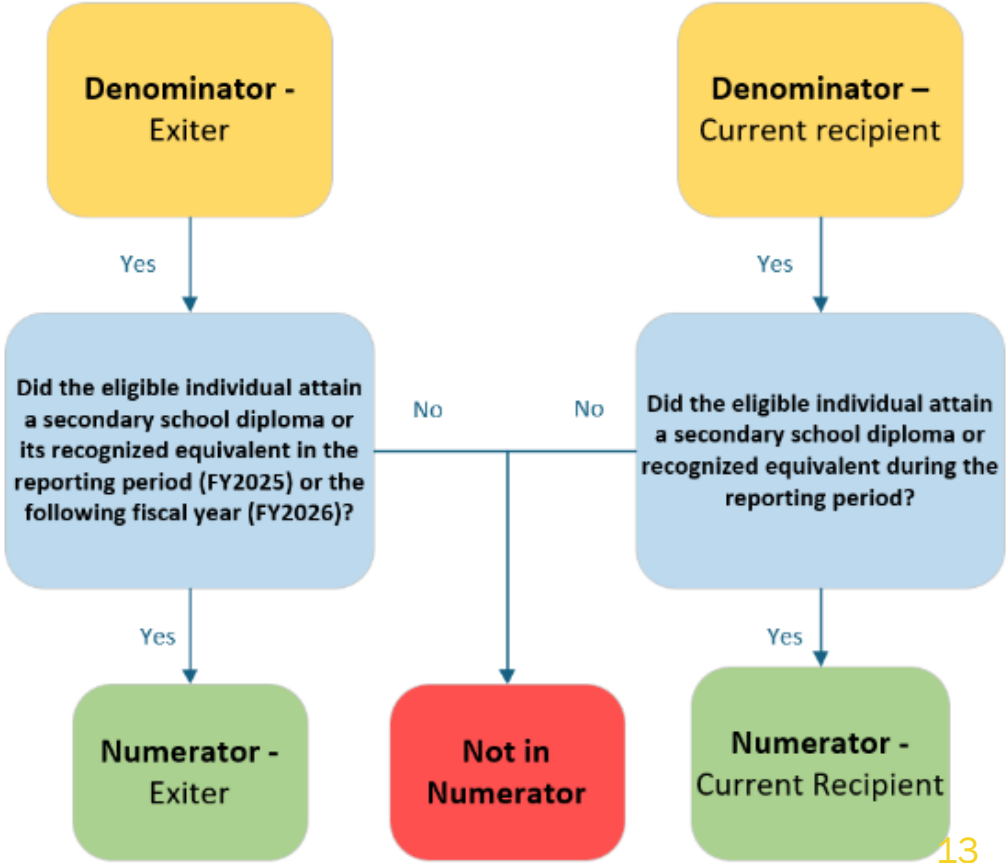 Denominator -
Exiter
Denominator –
Current recipient
Yes
Yes
Did the eligible individual attain
a secondary school diploma or
its recognized equivalent in the
reporting period (FY2025) or the
following fiscal year (FY2026)?
No
No
Did the eligible individual attain
a secondary school diploma or
recognized equivalent during the
reporting period?
Yes
Yes
Numerator -
Exiter
Not in
Numerator
Numerator -
Current Recipient
13